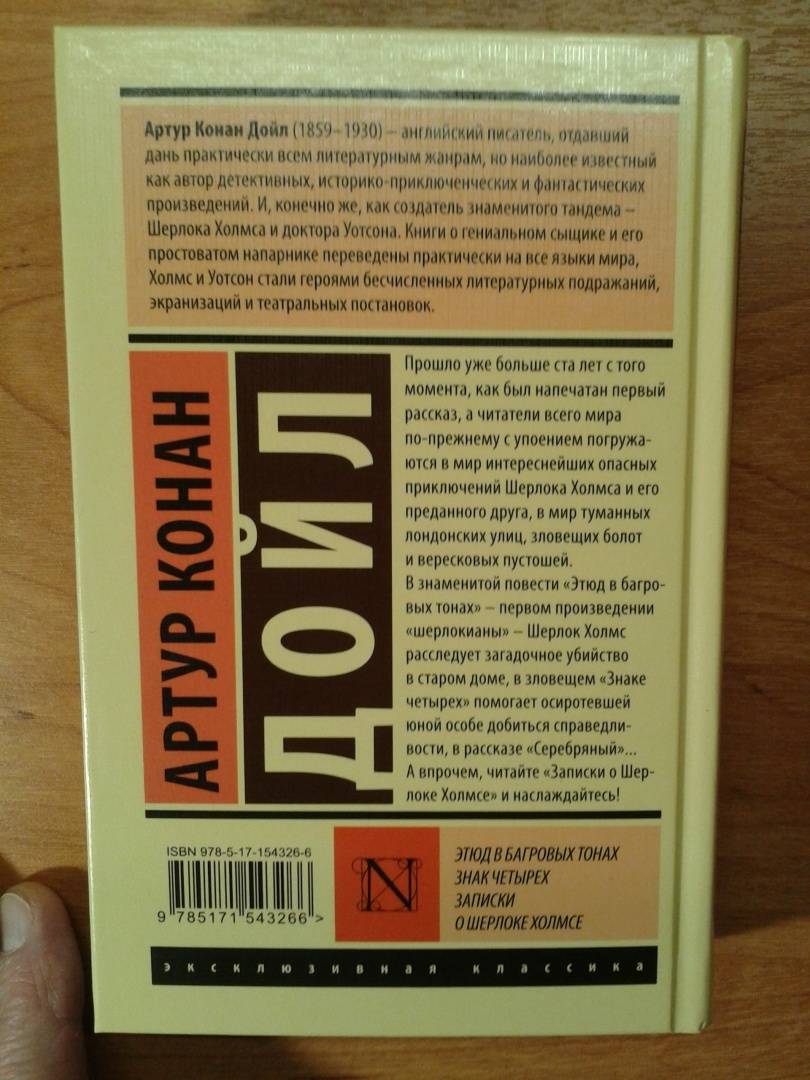 Артур Конан Дойл (1859–1930) – английский писатель, отдавший
дань практически всем литературным жанрам, но наиболее известный
как автор детективных, историко-приключенческих и фантастических
произведений. И, конечно же, как создатель знаменитого тандема –
Шерлока Холмса и доктора Уотсона. Книги о гениальном сыщике и его
простоватом напарнике переведены практически на все языки мира,
Холмс и Уотсон стали героями бесчисленных литературных подражаний,
экранизаций и театральных постановок.
АРТУР КОНАН
ДОЙЛ
Прошло уже больше ста лет с того
момента, как был напечатан первый
рассказ, а читатели всего мира
по-прежнему с упоением погружа-
ются в мир интереснейших опасных
приключений Шерлока Холмса и его
преданного друга, в мир туманных
лондонских улиц, зловещих болот
и вересковых пустошей.
В знаменитой повести «Этюд в багро-
вых тонах» – первом произведении
«шерлокианы» – Шерлок Холмс
расследует загадочное убийство
в старом доме, в зловещем «Знаке
четырех» помогает осиротевшей
юной особе добиться справедли-
вости, в рассказе «Серебряный»...
А впрочем, читайте «Записки о Шер-
локе Холмсе» и наслаждайтесь!
ISBN 978-5-17-154326-6
9 785171 543266 >
N
ЭТЮД В БАГРОВЫХ ТОНАХ
ЗНАК ЧЕТЫРЕХ
ЗАПИСКИ
О ШЕРЛОКЕ ХОЛМСЕ
эксклюзивная классика